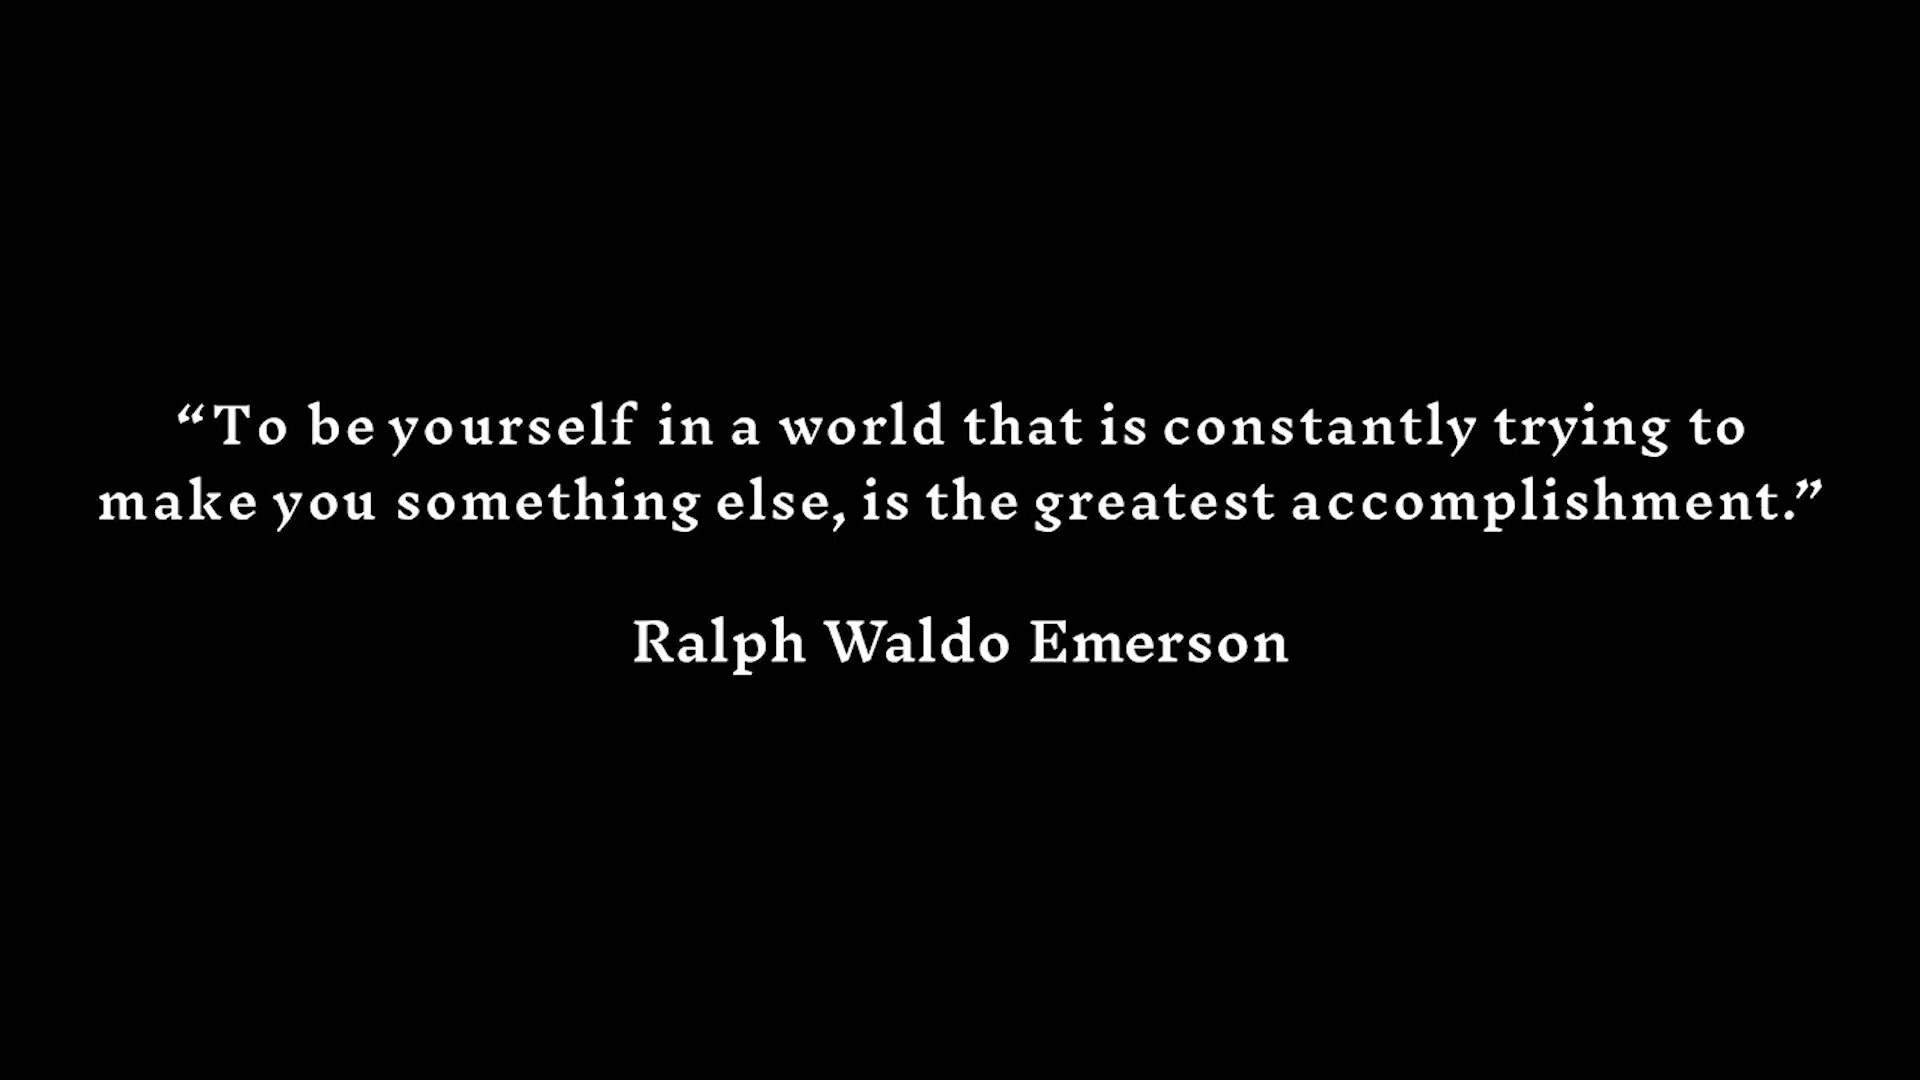 “To be yourself in a world that is constantly trying to
make you something else, is the greatest accomplishment.”
Ralph Waldo Emerson